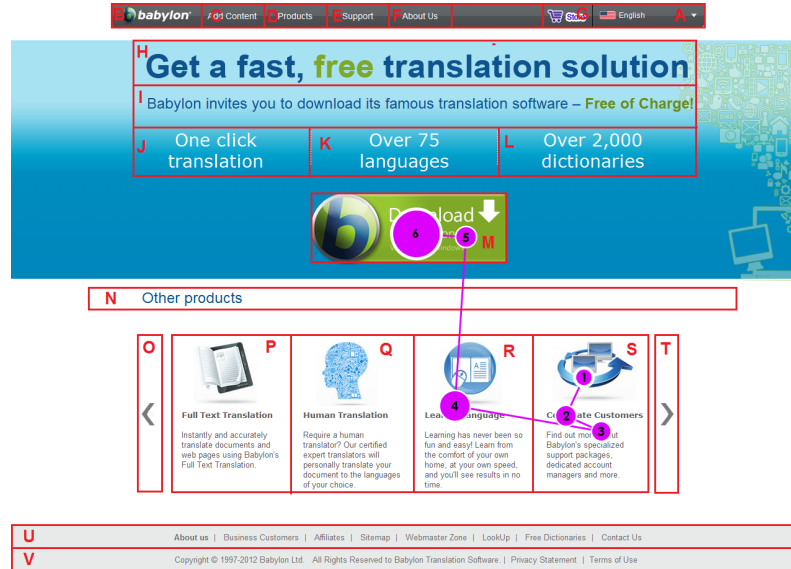 B babylon C Add Content D Products E Support F About Us Store G English A
H Get a fast, free translation solution
I Babylon invites you to download its famous translation software – Free of Charge!
J One click translation
K Over 75 languages
L Over 2,000 dictionaries
6 5 M
N Other products
O
P
Full Text Translation
Instantly and accurately
translate documents and
web pages using Babylon's
Full Text Translation.
Q
Human Translation
Require a human
translator? Our certified
expert translators will
personally translate your
document to the languages
of your choice.
R
4
Learning has never been so
fun and easy! Learn from
the comfort of your own
home, at your own speed,
and you'll see results in no
time.
S
1
2 Customers
3
Find out
Babylon's specialized
support packages,
dedicated account
managers and more.
T
U About us | Business Customers | Affiliates | Sitemap | Webmaster Zone | LookUp | Free Dictionaries | Contact Us
V Copyright © 1997-2012 Babylon Ltd. All Rights Reserved to Babylon Translation Software. | Privacy Statement | Terms of Use